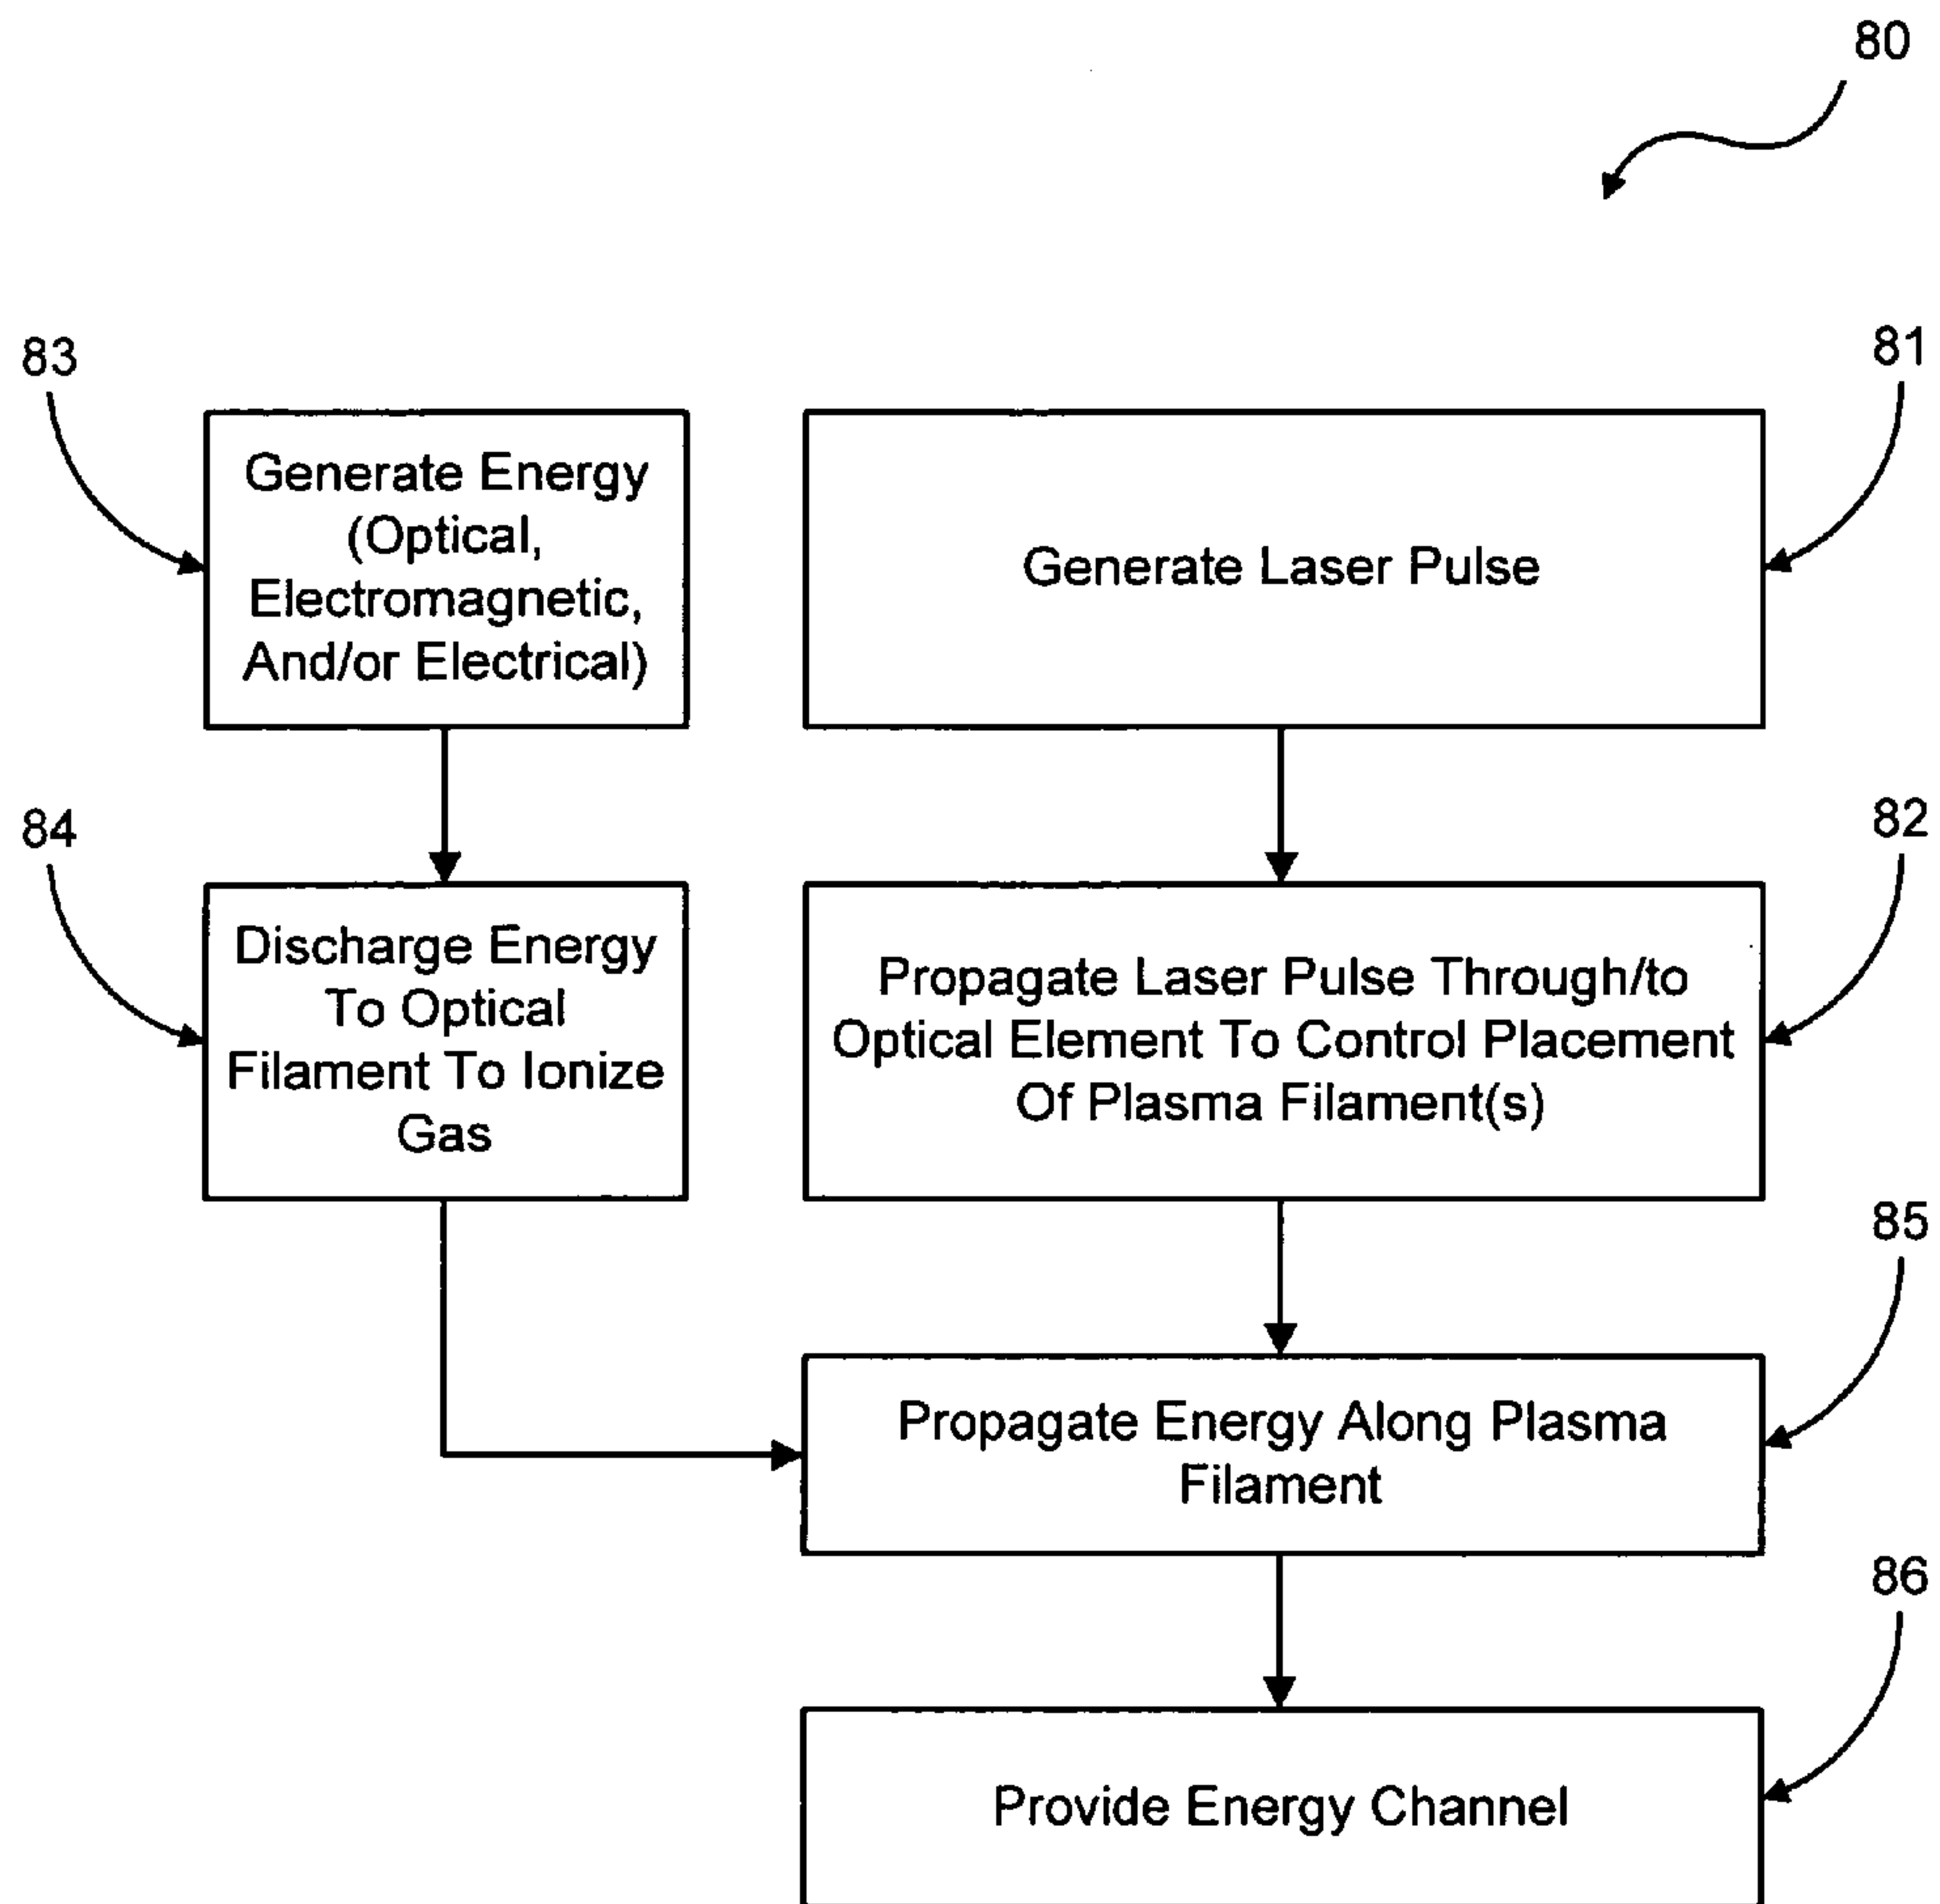 80
83
81
Generate Energy
(Optical,
Electromagnetic,
And/or Electrical)
Generate Laser Pulse
84
82
Discharge Energy
To Optical
Filament To Ionize
Gas
Propagate Laser Pulse Through/to
Optical Element To Control Placement
Of Plasma Filament(s)
85
Propagate Energy Along Plasma
Filament
86
Provide Energy Channel